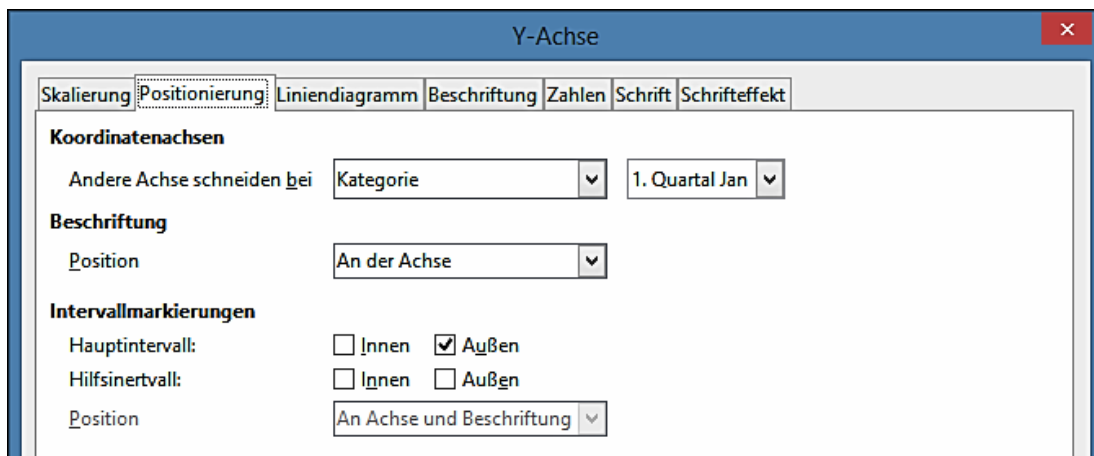 Y-Achse
Skalierung Positionierung Liniendiagramm Beschriftung Zahlen Schrift Schrifteffekt
Koordinatenachsen
Andere Achse schneiden bei Kategorie 1. Quartal Jan
Beschriftung
Position An der Achse
Intervallmarkierungen
Hauptintervall: Innen Außen
Hilfsinertvall: Innen Außen
Position An Achse und Beschriftung